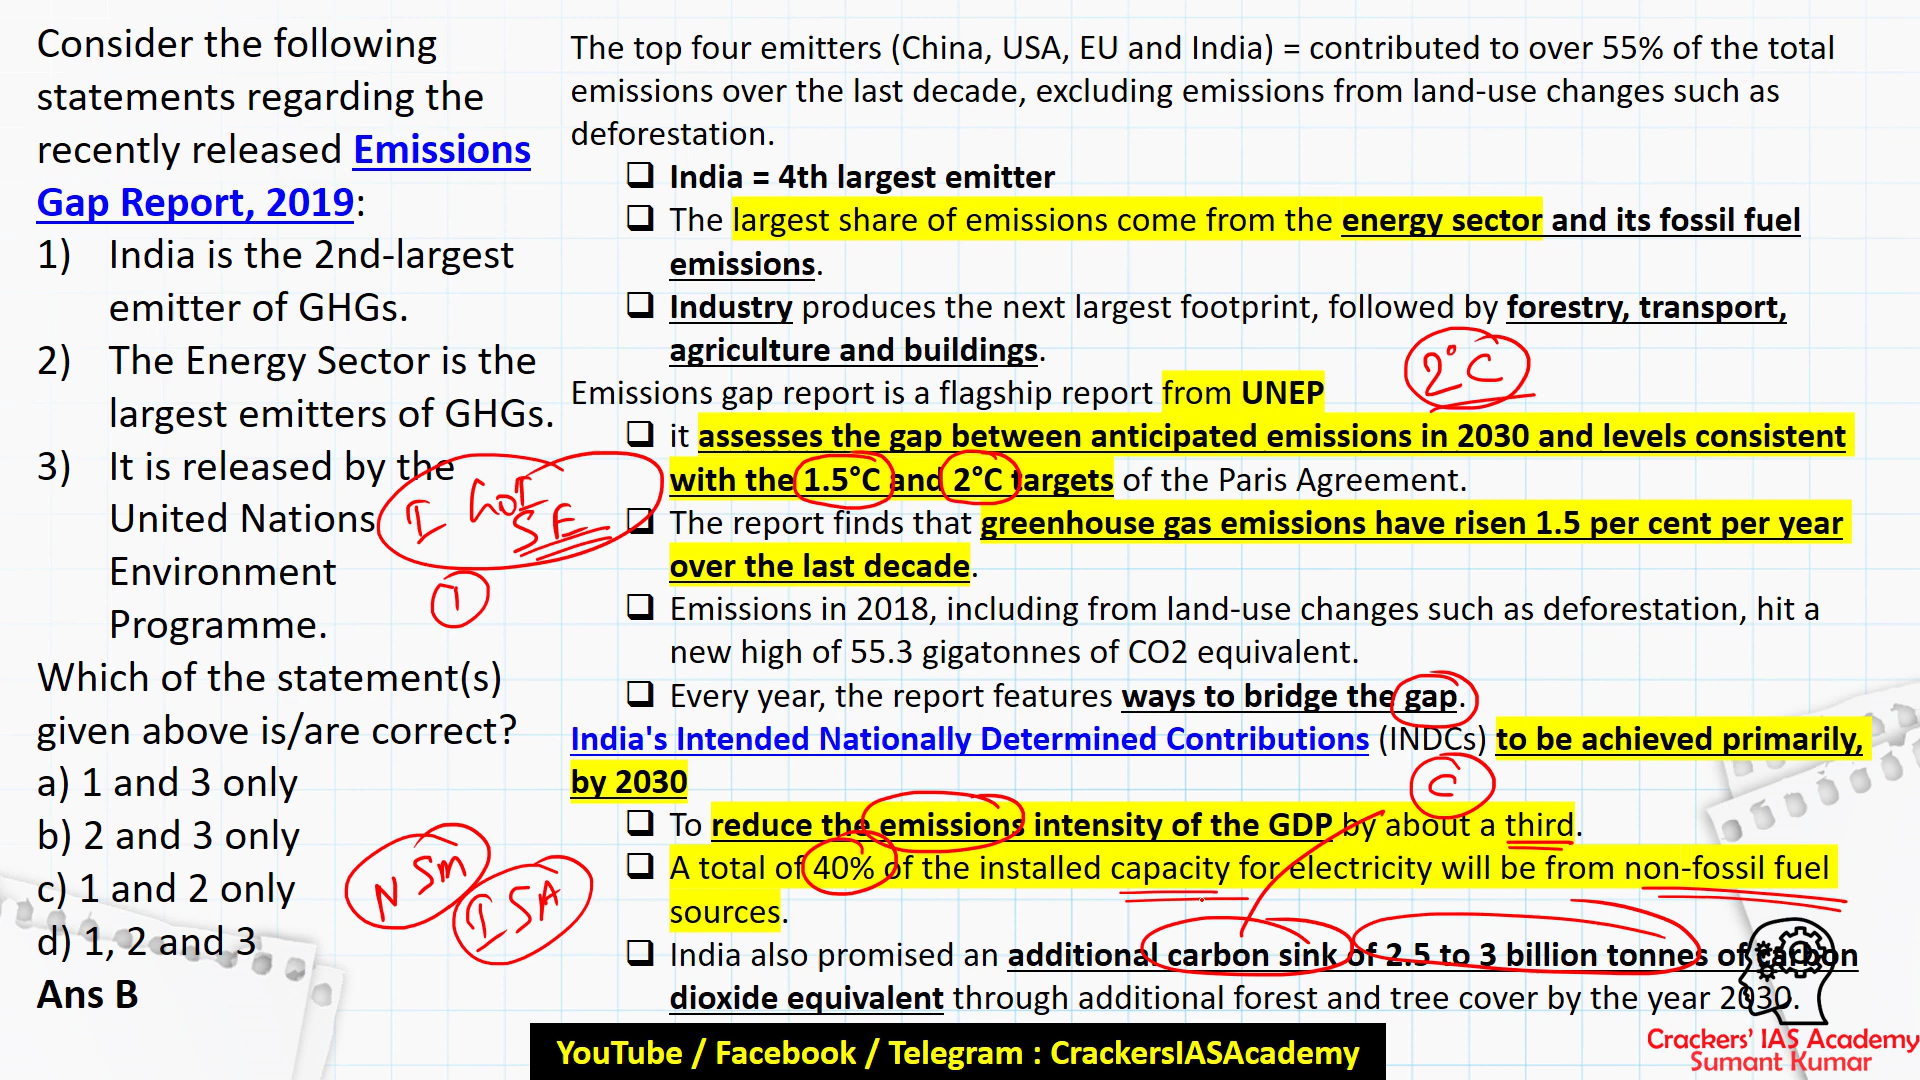 Consider the following
statements regarding the
recently released Emissions
Gap Report, 2019:
1) India is the 2nd-largest
emitter of GHGs.
2) The Energy Sector is the
largest emitters of GHGs.
3) It is released by the
United Nations
Environment
Programme.
Which of the statement(s)
given above is/are correct?
a) 1 and 3 only
b) 2 and 3 only
c) 1 and 2 only
d) 1, 2 and 3
Ans B
The top four emitters (China, USA, EU and India) = contributed to over 55% of the total
emissions over the last decade, excluding emissions from land-use changes such as
deforestation.
❑ India = 4th largest emitter
❑ The largest share of emissions come from the energy sector and its fossil fuel
emissions.
❑ Industry produces the next largest footprint, followed by forestry, transport,
agriculture and buildings.
2°C
Emissions gap report is a flagship report from UNEP
❑ it assesses the gap between anticipated emissions in 2030 and levels consistent
with the 1.5°C and 2°C targets of the Paris Agreement.
❑ The report finds that greenhouse gas emissions have risen 1.5 per cent per year
over the last decade.
❑ Emissions in 2018, including from land-use changes such as deforestation, hit a
new high of 55.3 gigatonnes of CO2 equivalent.
❑ Every year, the report features ways to bridge the gap.
India's Intended Nationally Determined Contributions (INDCs) to be achieved primarily,
by 2030
❑ To reduce the emissions intensity of the GDP by about a third.
❑ A total of 40% of the installed capacity for electricity will be from non-fossil fuel
sources.
❑ India also promised an additional carbon sink of 2.5 to 3 billion tonnes of carbon
dioxide equivalent through additional forest and tree cover by the year 2030.
NSM
ISA
YouTube / Facebook / Telegram : CrackersIASAcademy
Crackers' IAS Academy
Sumant Kumar